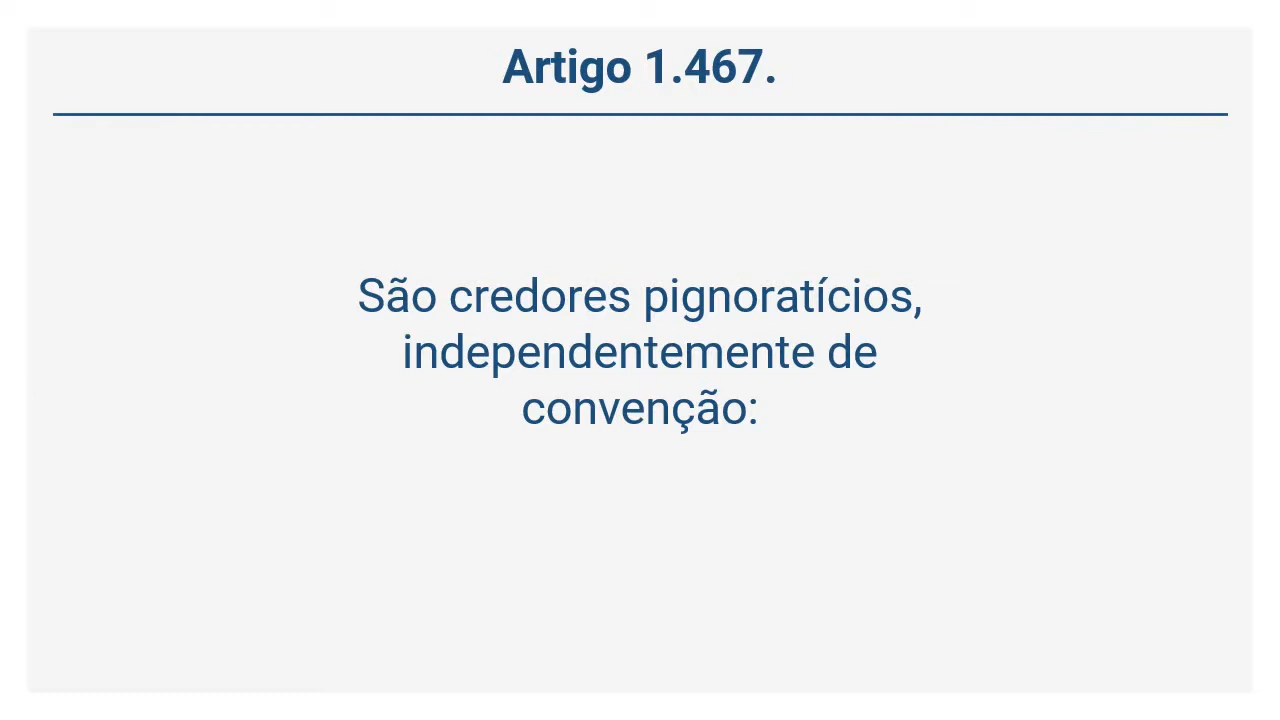 Artigo 1.467.
São credores pignoratícios,
independentemente de
convenção: